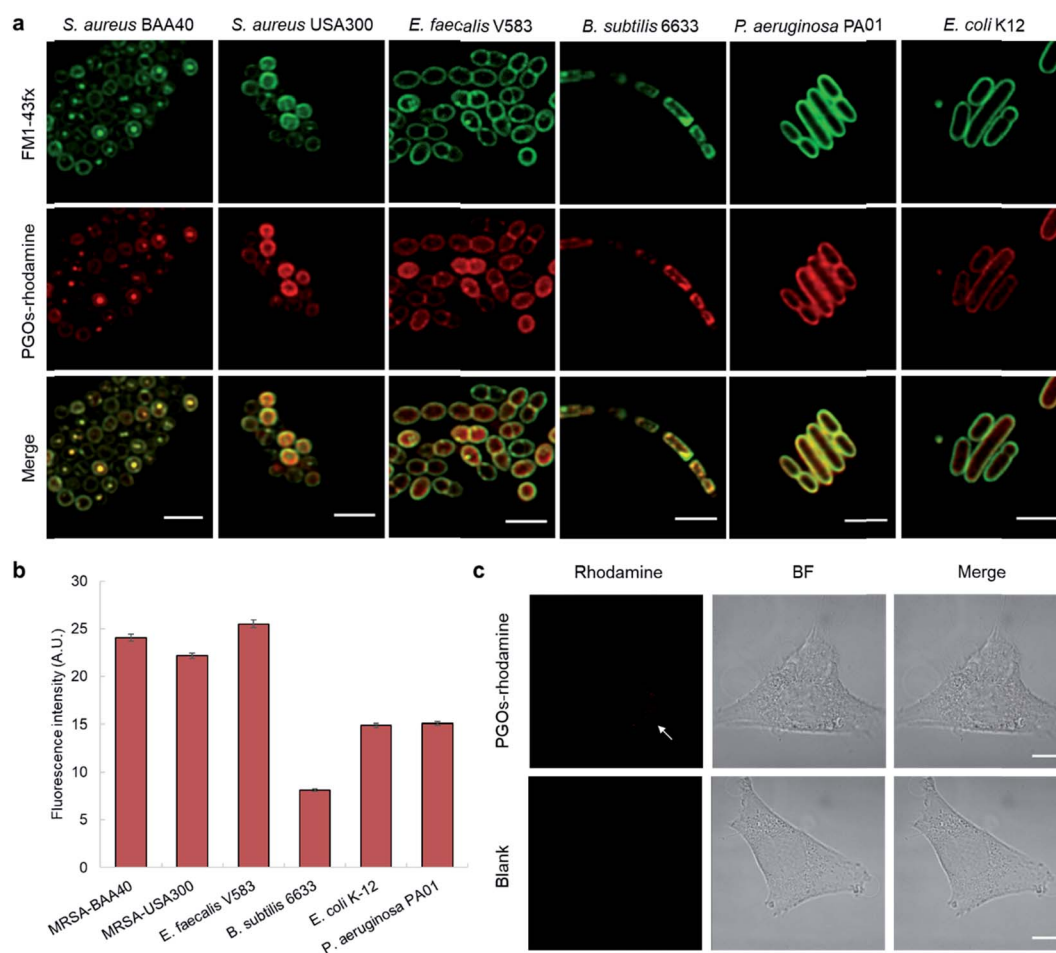 a
S. aureus BAA40 S. aureus USA300 E. faecalis V583 B. subtilis 6633 P. aeruginosa PA01 E. coli K12
FM1-43fx
PGOs-rhodamine
Merge
b
Fluorescence intensity (A.U.)
30
25
20
15
10
5
0
MRSA-BAA40
MRSA-USA300
E. faecalis V583
B. subtilis 6633
E. coli K-12
P. aeruginosa PA01
c
Rhodamine BF Merge
PGOs-rhodamine
Blank